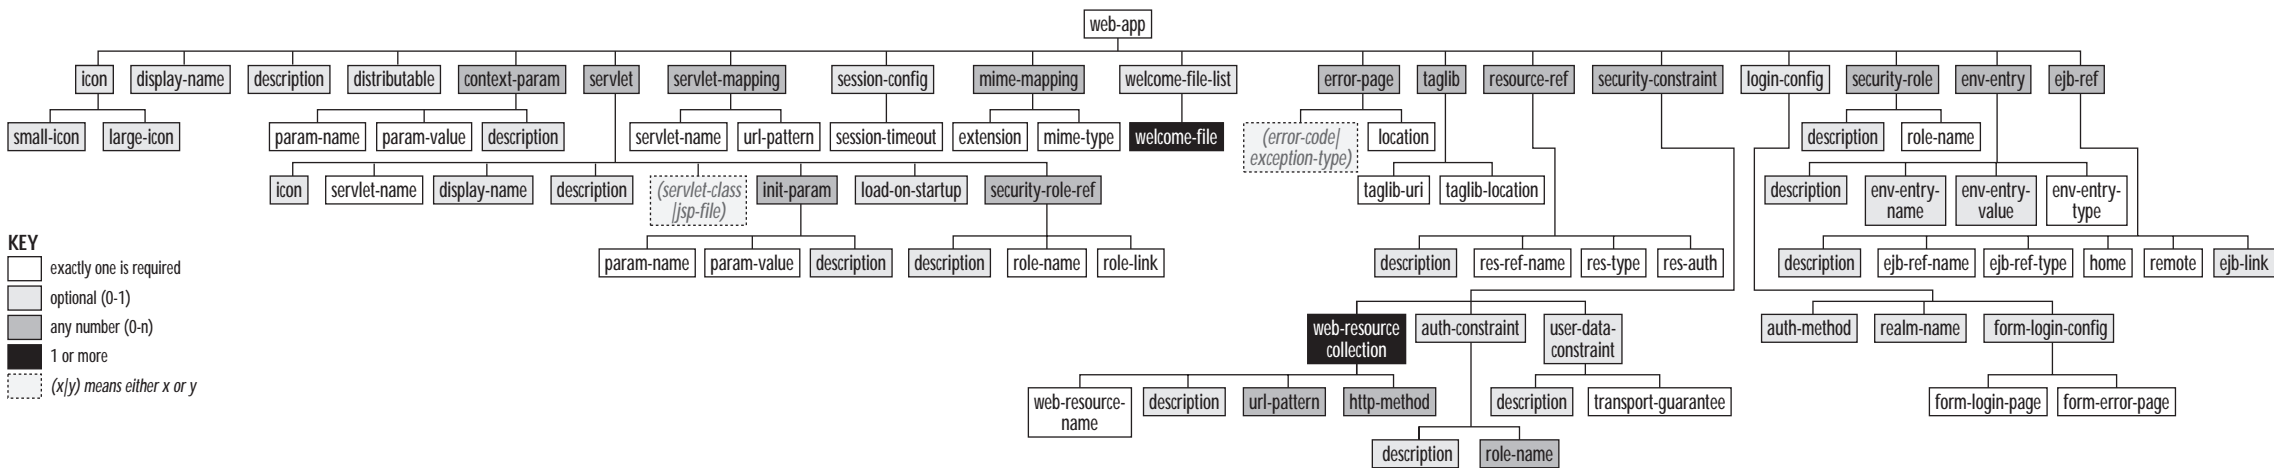 web-app
icon
display-name
description
distributable
context-param
servlet
servlet-mapping
session-config
mime-mapping
welcome-file-list
error-page
taglib
resource-ref
security-constraint
login-config
security-role
env-entry
ejb-ref
small-icon
large-icon
param-name
param-value
description
servlet-name
url-pattern
session-timeout
extension
mime-type
welcome-file
(error-code|
exception-type)
location
description
role-name
icon
servlet-name
display-name
description
(servlet-class
|jsp-file)
init-param
load-on-startup
security-role-ref
taglib-uri
taglib-location
description
env-entry-
name
env-entry-
value
env-entry-
type
KEY
exactly one is required
optional (0-1)
any number (0-n)
1 or more
(x|y) means either x or y
param-name
param-value
description
description
role-name
role-link
description
res-ref-name
res-type
res-auth
description
ejb-ref-name
ejb-ref-type
home
remote
ejb-link
web-resource
collection
auth-constraint
user-data-
constraint
auth-method
realm-name
form-login-config
web-resource-
name
description
url-pattern
http-method
description
transport-guarantee
form-login-page
form-error-page
description
role-name